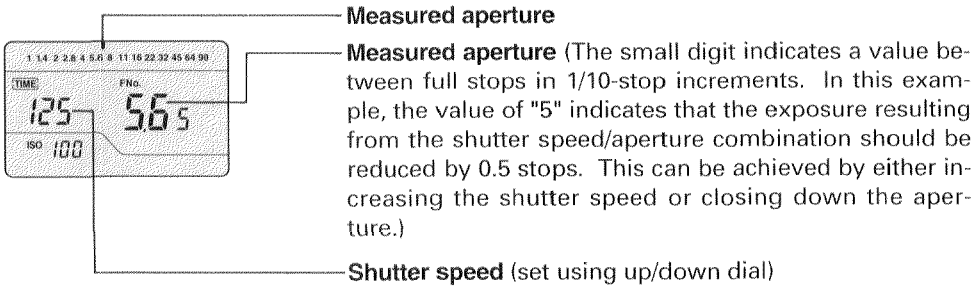 Measured aperture
1 1.4 2 2.8 4 5.6 8 11 16 22 32 45 64 90
TIME FNo.
125 5.6 5
ISO 100
Measured aperture (The small digit indicates a value be-
tween full stops in 1/10-stop increments. In this exam-
ple, the value of "5" indicates that the exposure resulting
from the shutter speed/aperture combination should be
reduced by 0.5 stops. This can be achieved by either in-
creasing the shutter speed or closing down the aper-
ture.)
Shutter speed (set using up/down dial)